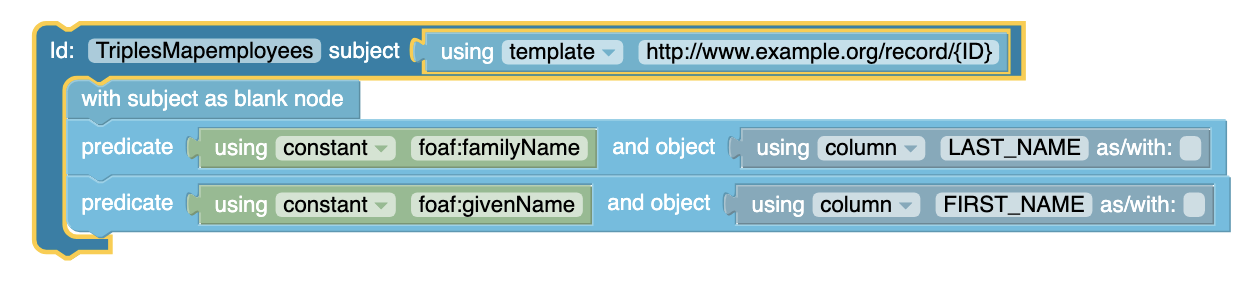 Id: TriplesMapemployees subject using template http://www.example.org/record/{ID}
with subject as blank node
predicate using constant foaf:familyName and object using column LAST_NAME as/with:
predicate using constant foaf:givenName and object using column FIRST_NAME as/with: